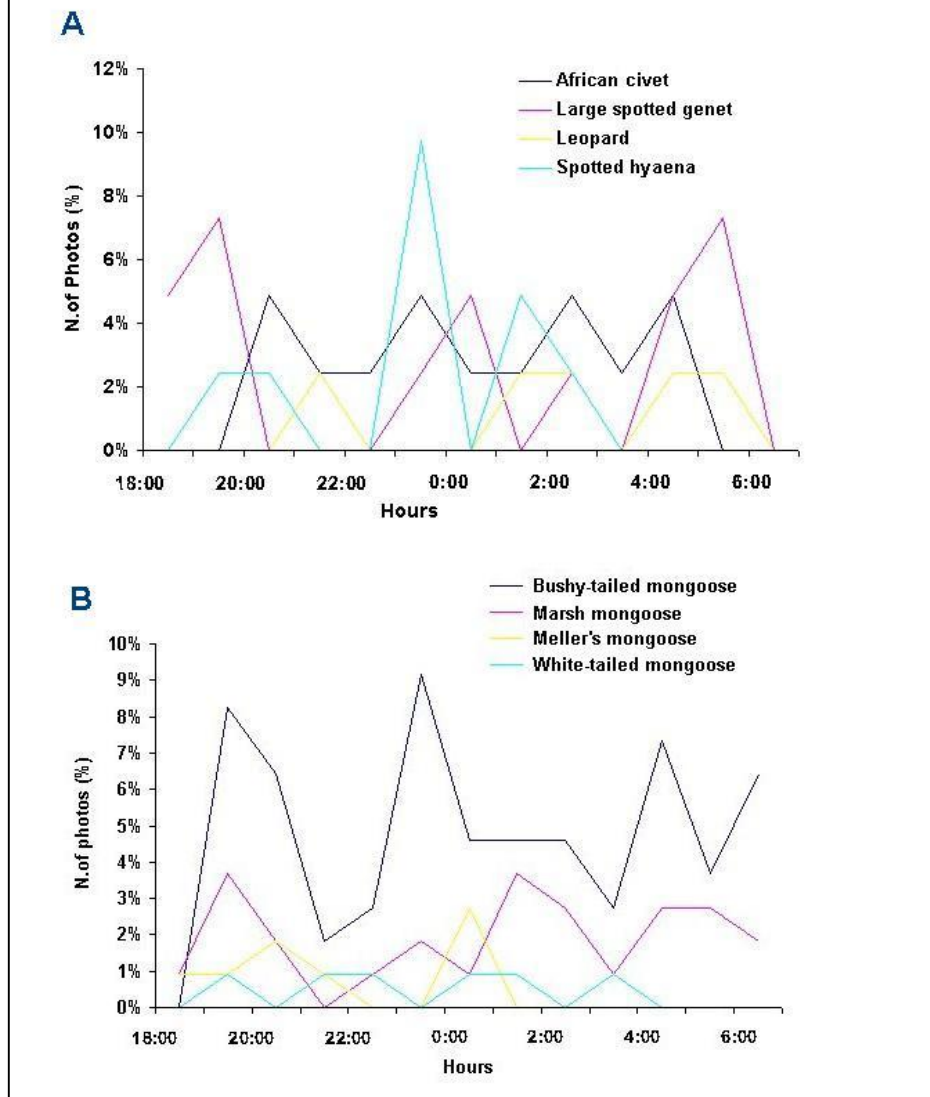 A
12%
African civet
Large spotted genet
10%
Leopard
Spotted hyaena
8%
6%
4%
2%
0%
N.of Photos (%)
18:00 20:00 22:00 0:00 2:00 4:00 6:00
Hours
B
Bushy-tailed mongoose
Marsh mongoose
Meller's mongoose
White-tailed mongoose
10%
9%
8%
7%
6%
5%
4%
3%
2%
1%
0%
N.of photos (%)
18:00 20:00 22:00 0:00 2:00 4:00 6:00
Hours